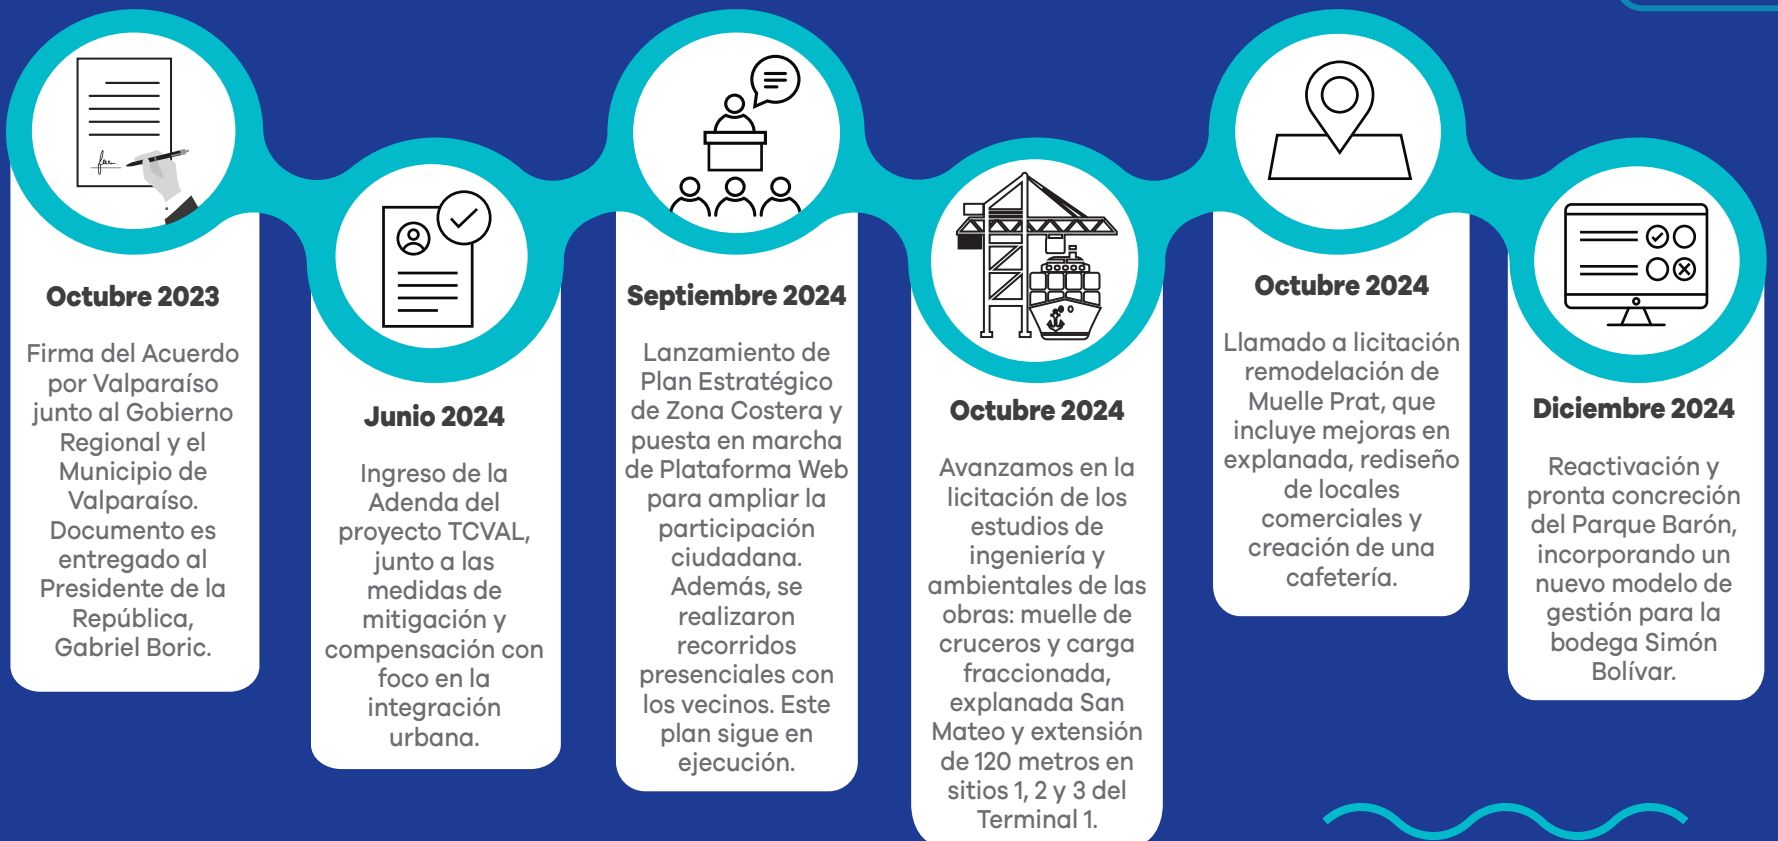 Octubre 2023
Firma del Acuerdo
por Valparaíso
junto al Gobierno
Regional y el
Municipio de
Valparaíso.
Documento es
entregado al
Presidente de la
República,
Gabriel Boric.
Junio 2024
Ingreso de la
Adenda del
proyecto TCVAL,
junto a las
medidas de
mitigación y
compensación con
foco en la
integración
urbana.
Septiembre 2024
Lanzamiento de
Plan Estratégico
de Zona Costera y
puesta en marcha
de Plataforma Web
para ampliar la
participación
ciudadana.
Además, se
realizaron
recorridos
presenciales con
los vecinos. Este
plan sigue en
ejecución.
Octubre 2024
Avanzamos en la
licitación de los
estudios de
ingeniería y
ambientales de las
obras: muelle de
cruceros y carga
fraccionada,
explanada San
Mateo y extensión
de 120 metros en
sitios 1, 2 y 3 del
Terminal 1.
Octubre 2024
Llamado a licitación
remodelación de
Muelle Prat, que
incluye mejoras en
explanada, rediseño
de locales
comerciales y
creación de una
cafetería.
Diciembre 2024
Reactivación y
pronta concreción
del Parque Barón,
incorporando un
nuevo modelo de
gestión para la
bodega Simón
Bolívar.